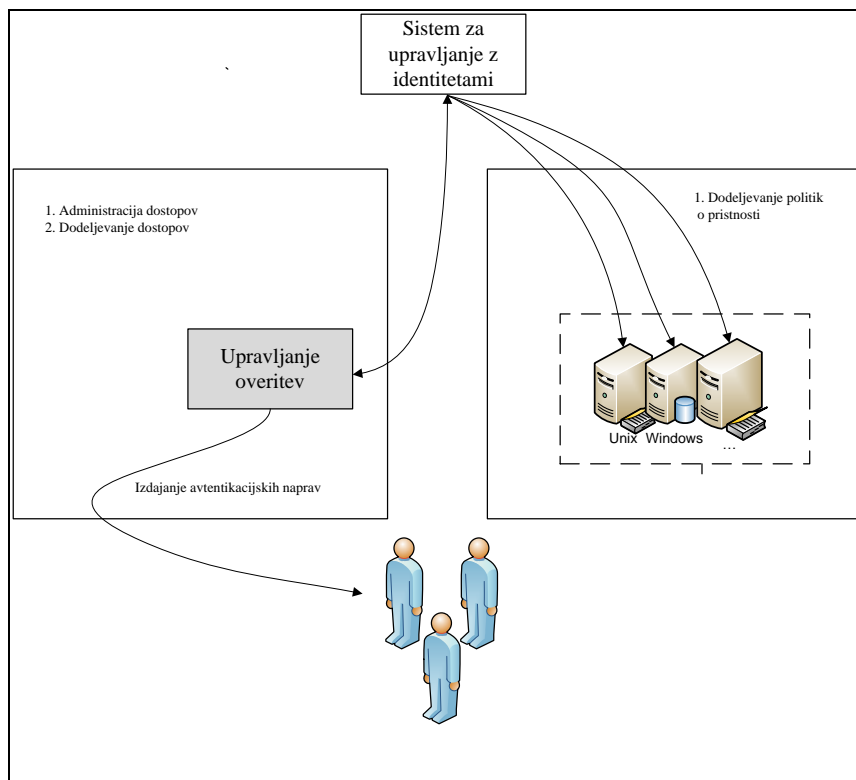 Sistem za
upravljanje z
identitetami
`
1. Administracija dostopov
2. Dodeljevanje dostopov
1. Dodeljevanje politik
o pristnosti
Upravljanje
overitev
Unix Windows
...
Izdajanje avtentikacijskih naprav